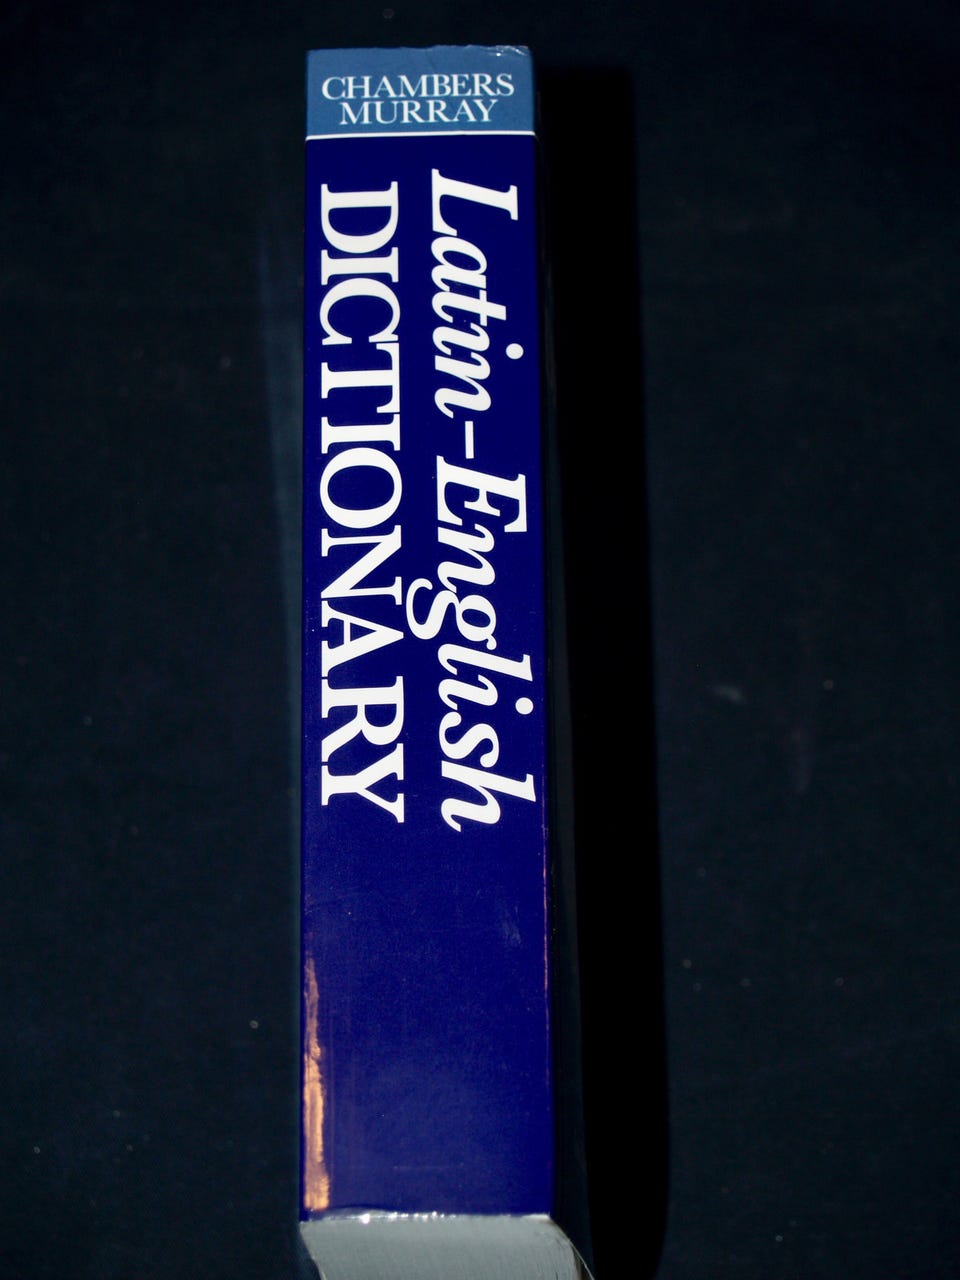 CHAMBERS
MURRAY
Latin-English
DICTIONARY